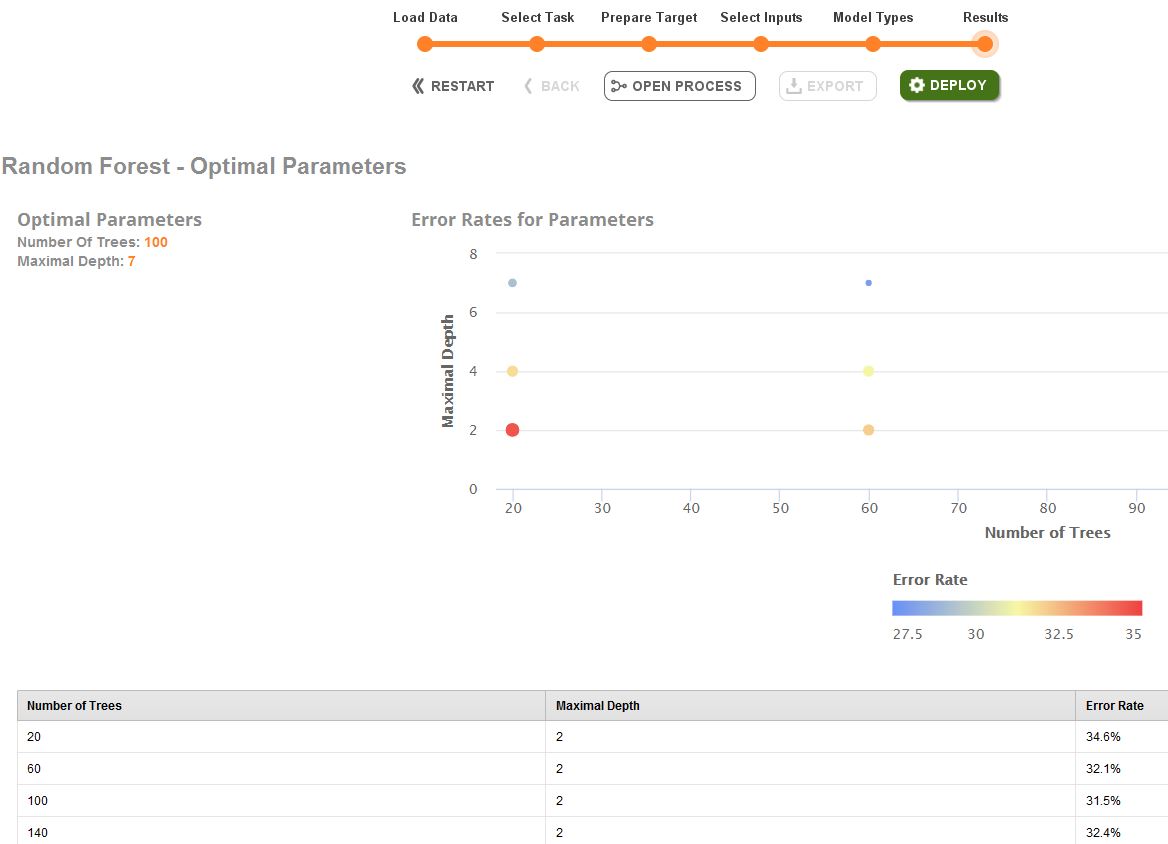 Load Data Select Task Prepare Target Select Inputs Model Types Results
RESTART BACK OPEN PROCESS EXPORT DEPLOY
Random Forest - Optimal Parameters
Optimal Parameters
Number Of Trees: 100
Maximal Depth: 7
Error Rates for Parameters
Maximal Depth
8
6
4
2
0
20 30 40 50 60 70 80 90
Number of Trees
Error Rate
27.5 30 32.5 35
Number of Trees Maximal Depth Error Rate
20 2 34.6%
60 2 32.1%
100 2 31.5%
140 2 32.4%